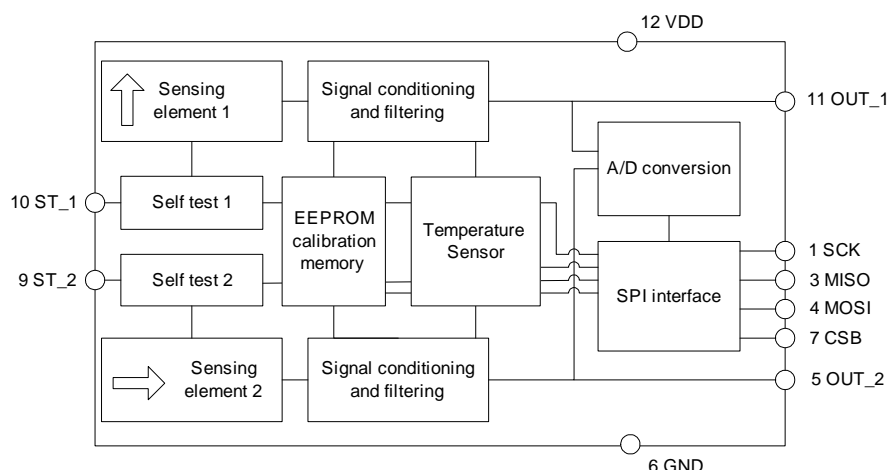 12 VDD
Sensing
element 1
Signal conditioning
and filtering
11 OUT_1
A/D conversion
10 ST_1
Self test 1
EEPROM
calibration
memory
Temperature
Sensor
9 ST_2
Self test 2
SPI interface
1 SCK
3 MISO
4 MOSI
7 CSB
Sensing
element 2
Signal conditioning
and filtering
5 OUT_2
6 GND